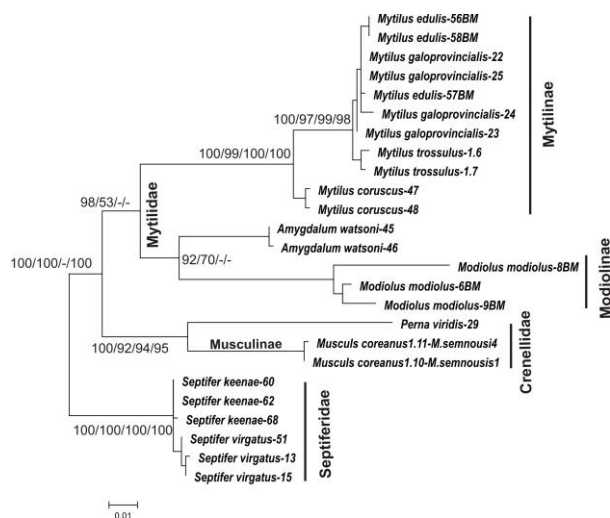 Mytilus edulis-56BM
Mytilus edulis-58BM
Mytilus galoprovincialis-22
Mytilus galoprovincialis-25
Mytilus edulis-57BM
Mytilus galoprovincialis-24
Mytilus galoprovincialis-23
Mytilus trossulus-1.6
Mytilus trossulus-1.7
Mytilus coruscus-47
Mytilus coruscus-48
Mytilinae
100/97/99/98
100/99/100/100
98/53/-/-
Mytilidae
Amygdalum watsoni-45
Amygdalum watsoni-46
92/70/-/-
Modiolus modiolus-8BM
Modiolus modiolus-6BM
Modiolus modiolus-9BM
Modiolinae
100/100/-/100
Perna viridis-29
100/92/94/95
Musculinae
Musculs coreanus1.11-M.semnousi4
Musculs coreanus1.10-M.semnousis1
Crenellidae
Septifer keenae-60
Septifer keenae-62
Septifer keenae-68
100/100/100/100
Septifer virgatus-51
Septifer virgatus-13
Septifer virgatus-15
Septiferidae
0.01